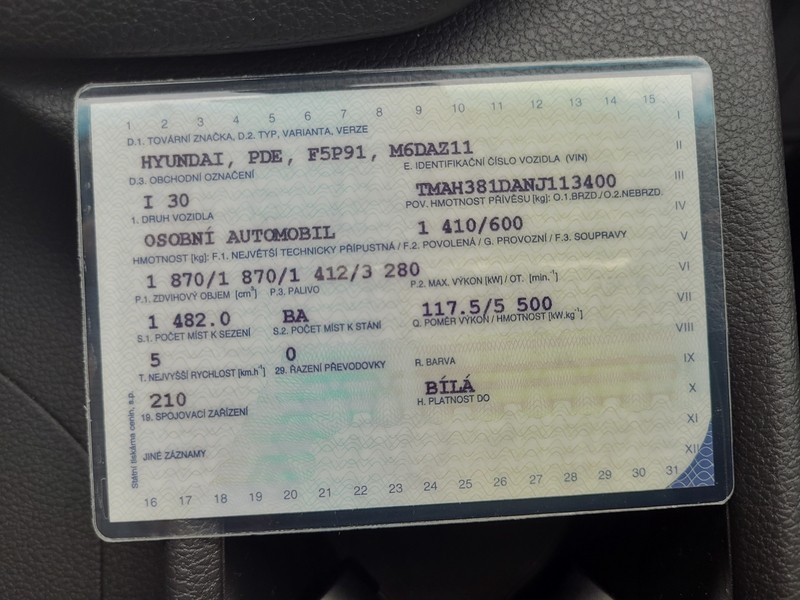 1 2 3 4 5 6 7 8 9 10 11 12 13 14 15
D.1. TOVÁRNÍ ZNAČKA, D.2. TYP, VARIANTA, VERZE
I
HYUNDAI, PDE, F5P91, M6DAZ11
II
D.3. OBCHODNÍ OZNAČENÍ E. IDENTIFIKAČNÍ ČÍSLO VOZIDLA (VIN)
I 30 TMAH381DANJ113400
III
1. DRUH VOZIDLA POV. HMOTNOST PŘÍVĚSU [kg]: O.1.BRZD./O.2.NEBRZD.
OSOBNÍ AUTOMOBIL 1 410/600
IV
HMOTNOST [kg]: F.1. NEJVĚTŠÍ TECHNICKY PŘÍPUSTNÁ / F.2. POVOLENÁ / G. PROVOZNÍ / F.3. SOUPRAVY
V
1 870/1 870/1 412/3 280
VI
P.1. ZDVIHOVÝ OBJEM [cm³] P.3. PALIVO P.2. MAX. VÝKON [kW] / OT. [min.⁻¹]
1 482.0 BA 117.5/5 500
VII
S.1. POČET MÍST K SEZENÍ S.2. POČET MÍST K STÁNÍ Q. POMĚR VÝKON / HMOTNOST [kW.kg⁻¹]
VIII
5 0
T. NEJVYŠŠÍ RYCHLOST [km.h⁻¹] 29. ŘAZENÍ PŘEVODOVKY R. BARVA
IX
210 BÍLÁ
X
19. SPOJOVACÍ ZAŘÍZENÍ H. PLATNOST DO
XI
JINÉ ZÁZNAMY
XII
16 17 18 19 20 21 22 23 24 25 26 27 28 29 30 31
Státní tiskárna cenin, s.p.